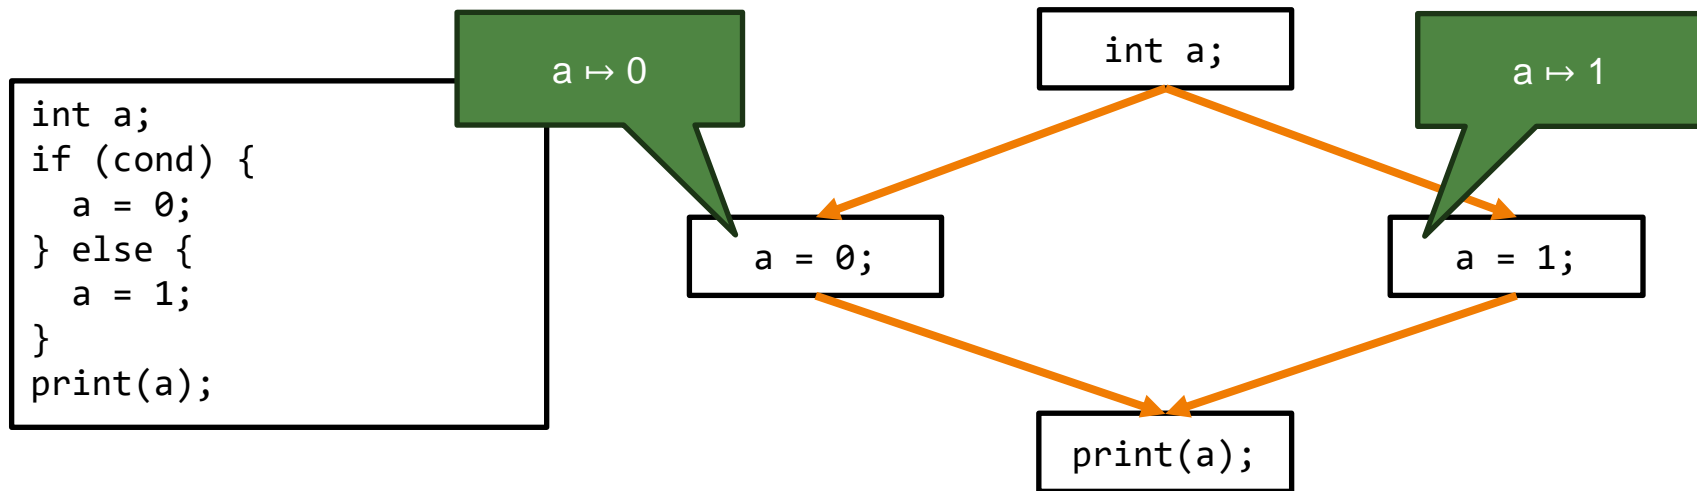 int a;
if (cond) {
  a = 0;
} else {
  a = 1;
}
print(a);
a ↦ 0
int a;
a ↦ 1
a = 0;
a = 1;
print(a);